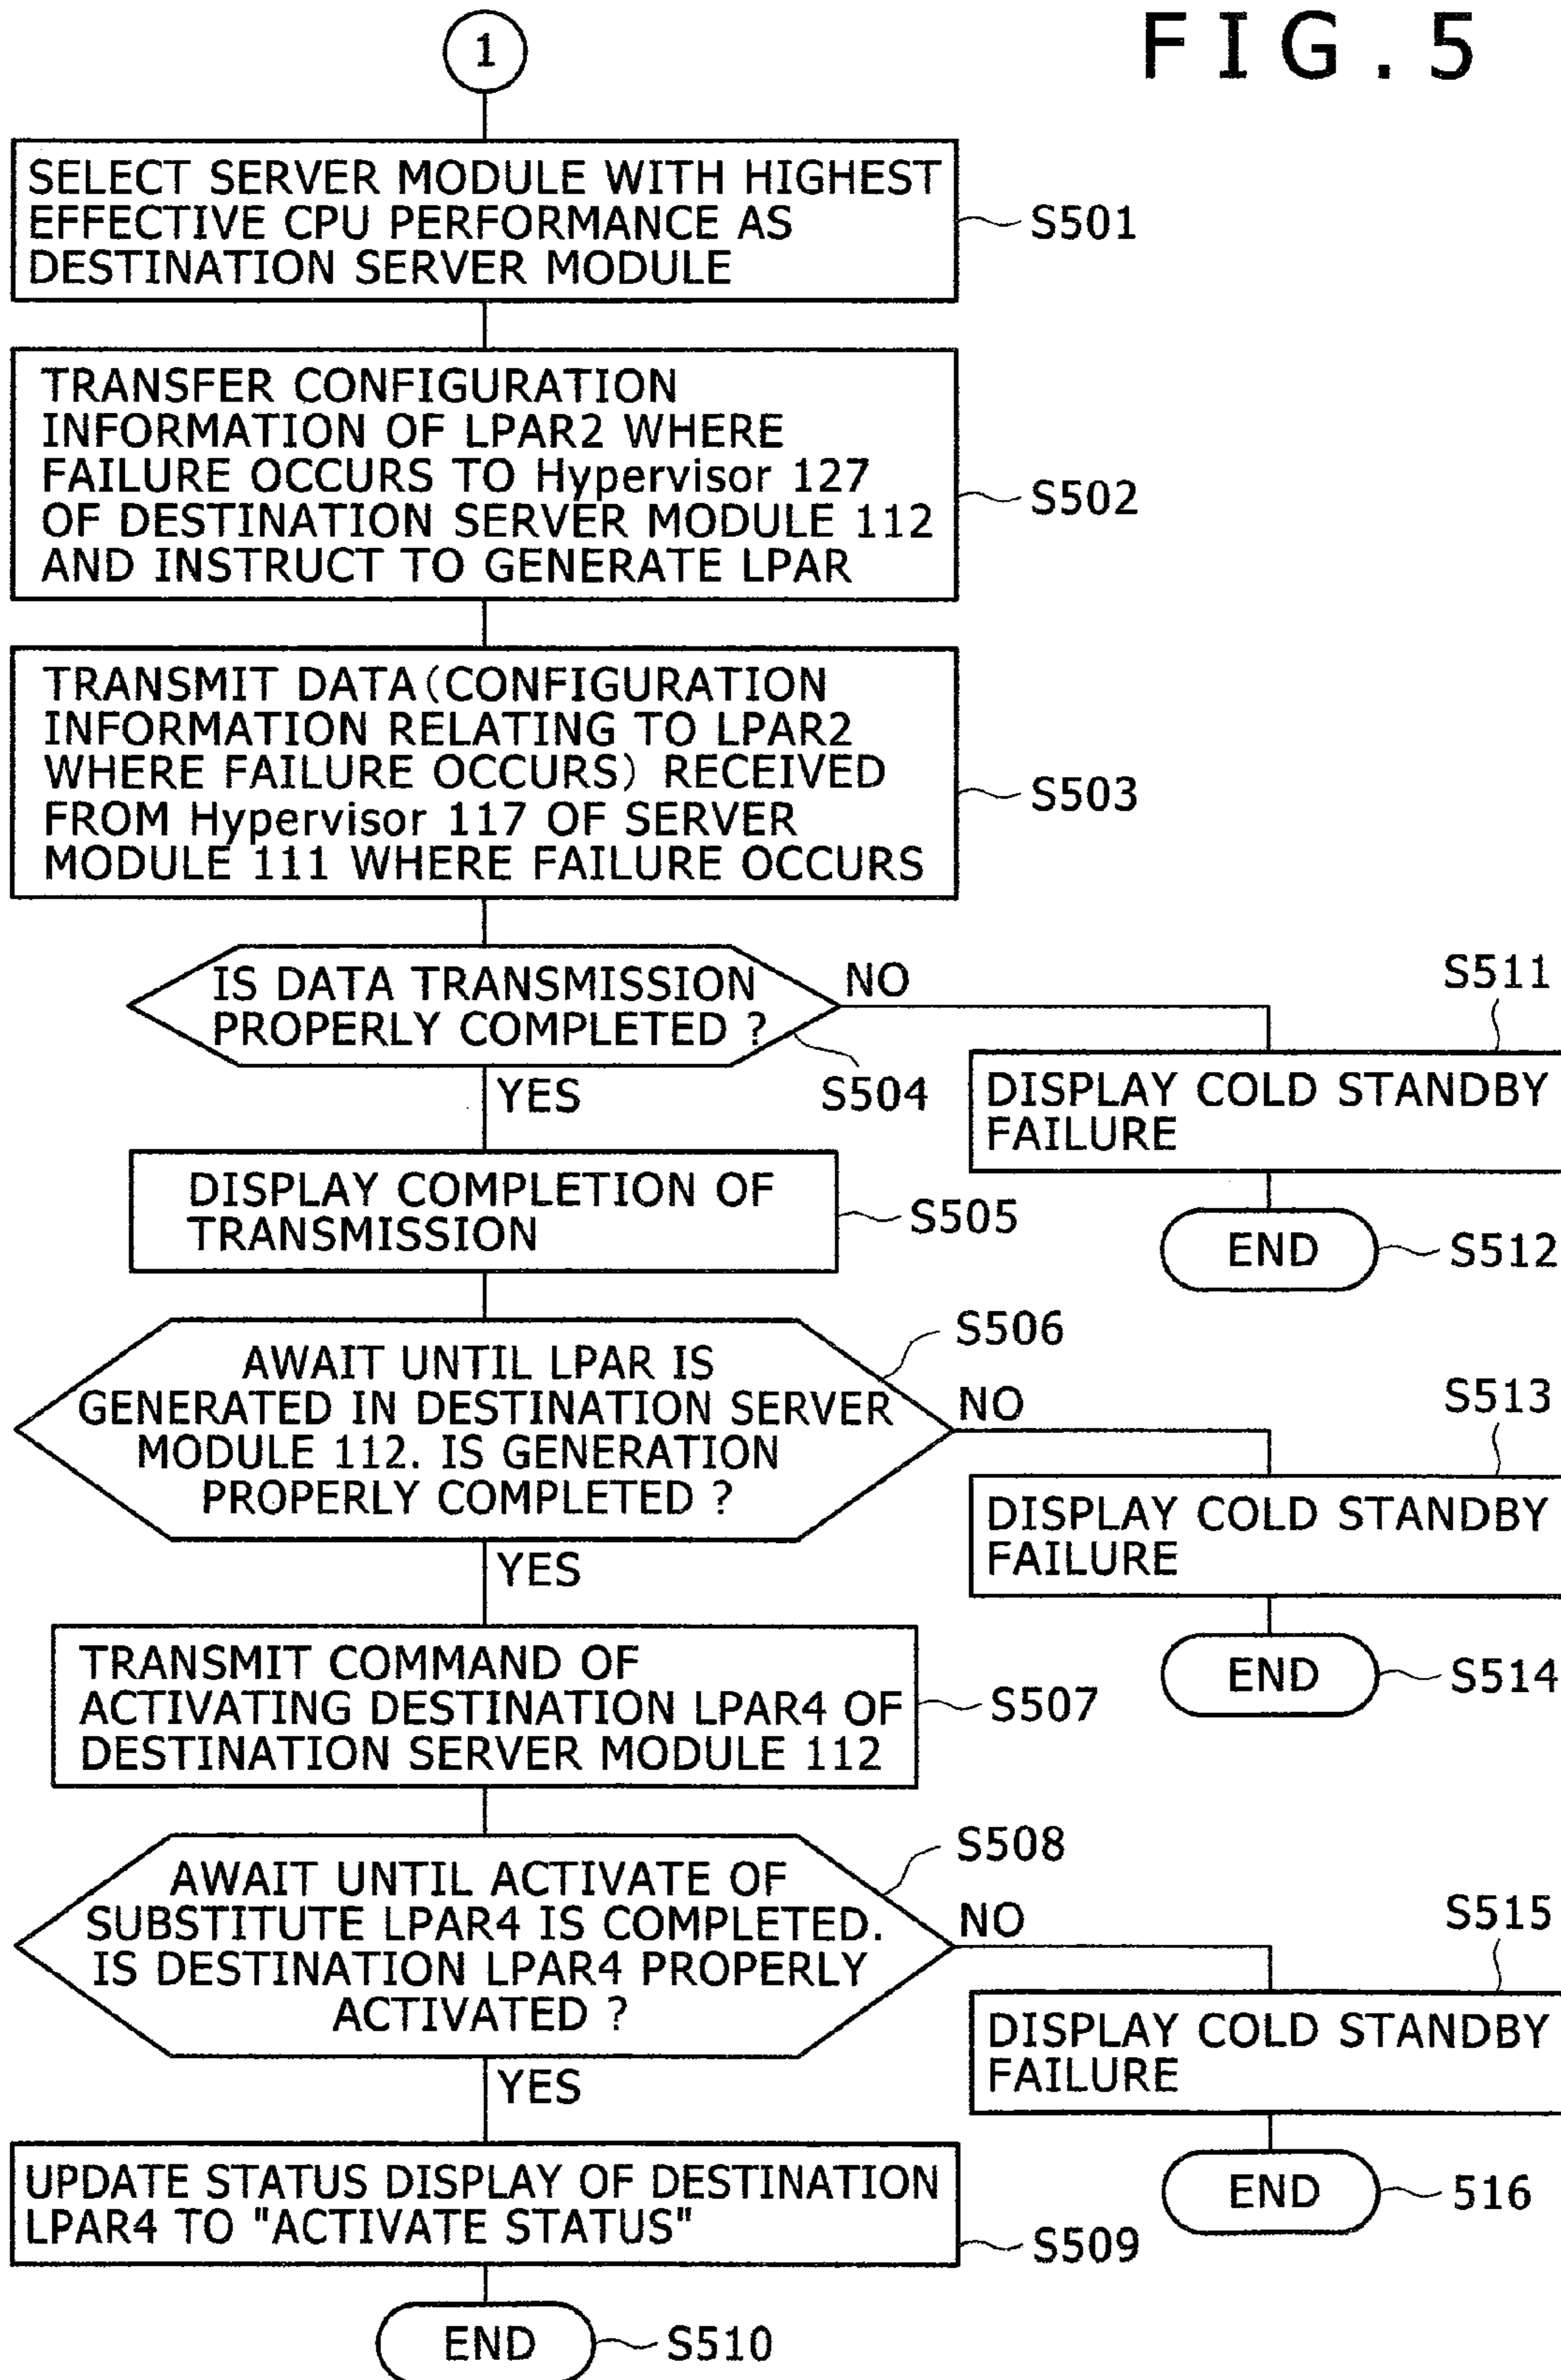 FIG.5
1
SELECT SERVER MODULE WITH HIGHEST
EFFECTIVE CPU PERFORMANCE AS
DESTINATION SERVER MODULE
S501
TRANSFER CONFIGURATION
INFORMATION OF LPAR2 WHERE
FAILURE OCCURS TO Hypervisor 127
OF DESTINATION SERVER MODULE 112
AND INSTRUCT TO GENERATE LPAR
S502
TRANSMIT DATA(CONFIGURATION
INFORMATION RELATING TO LPAR2
WHERE FAILURE OCCURS) RECEIVED
FROM Hypervisor 117 OF SERVER
MODULE 111 WHERE FAILURE OCCURS
S503
IS DATA TRANSMISSION
PROPERLY COMPLETED ?
S504
NO
YES
S511
DISPLAY COLD STANDBY
FAILURE
END
S512
DISPLAY COMPLETION OF
TRANSMISSION
S505
AWAIT UNTIL LPAR IS
GENERATED IN DESTINATION SERVER
MODULE 112. IS GENERATION
PROPERLY COMPLETED ?
S506
NO
YES
S513
DISPLAY COLD STANDBY
FAILURE
END
S514
TRANSMIT COMMAND OF
ACTIVATING DESTINATION LPAR4 OF
DESTINATION SERVER MODULE 112
S507
AWAIT UNTIL ACTIVATE OF
SUBSTITUTE LPAR4 IS COMPLETED.
IS DESTINATION LPAR4 PROPERLY
ACTIVATED ?
S508
NO
YES
S515
DISPLAY COLD STANDBY
FAILURE
END
516
UPDATE STATUS DISPLAY OF DESTINATION
LPAR4 TO "ACTIVATE STATUS"
S509
END
S510